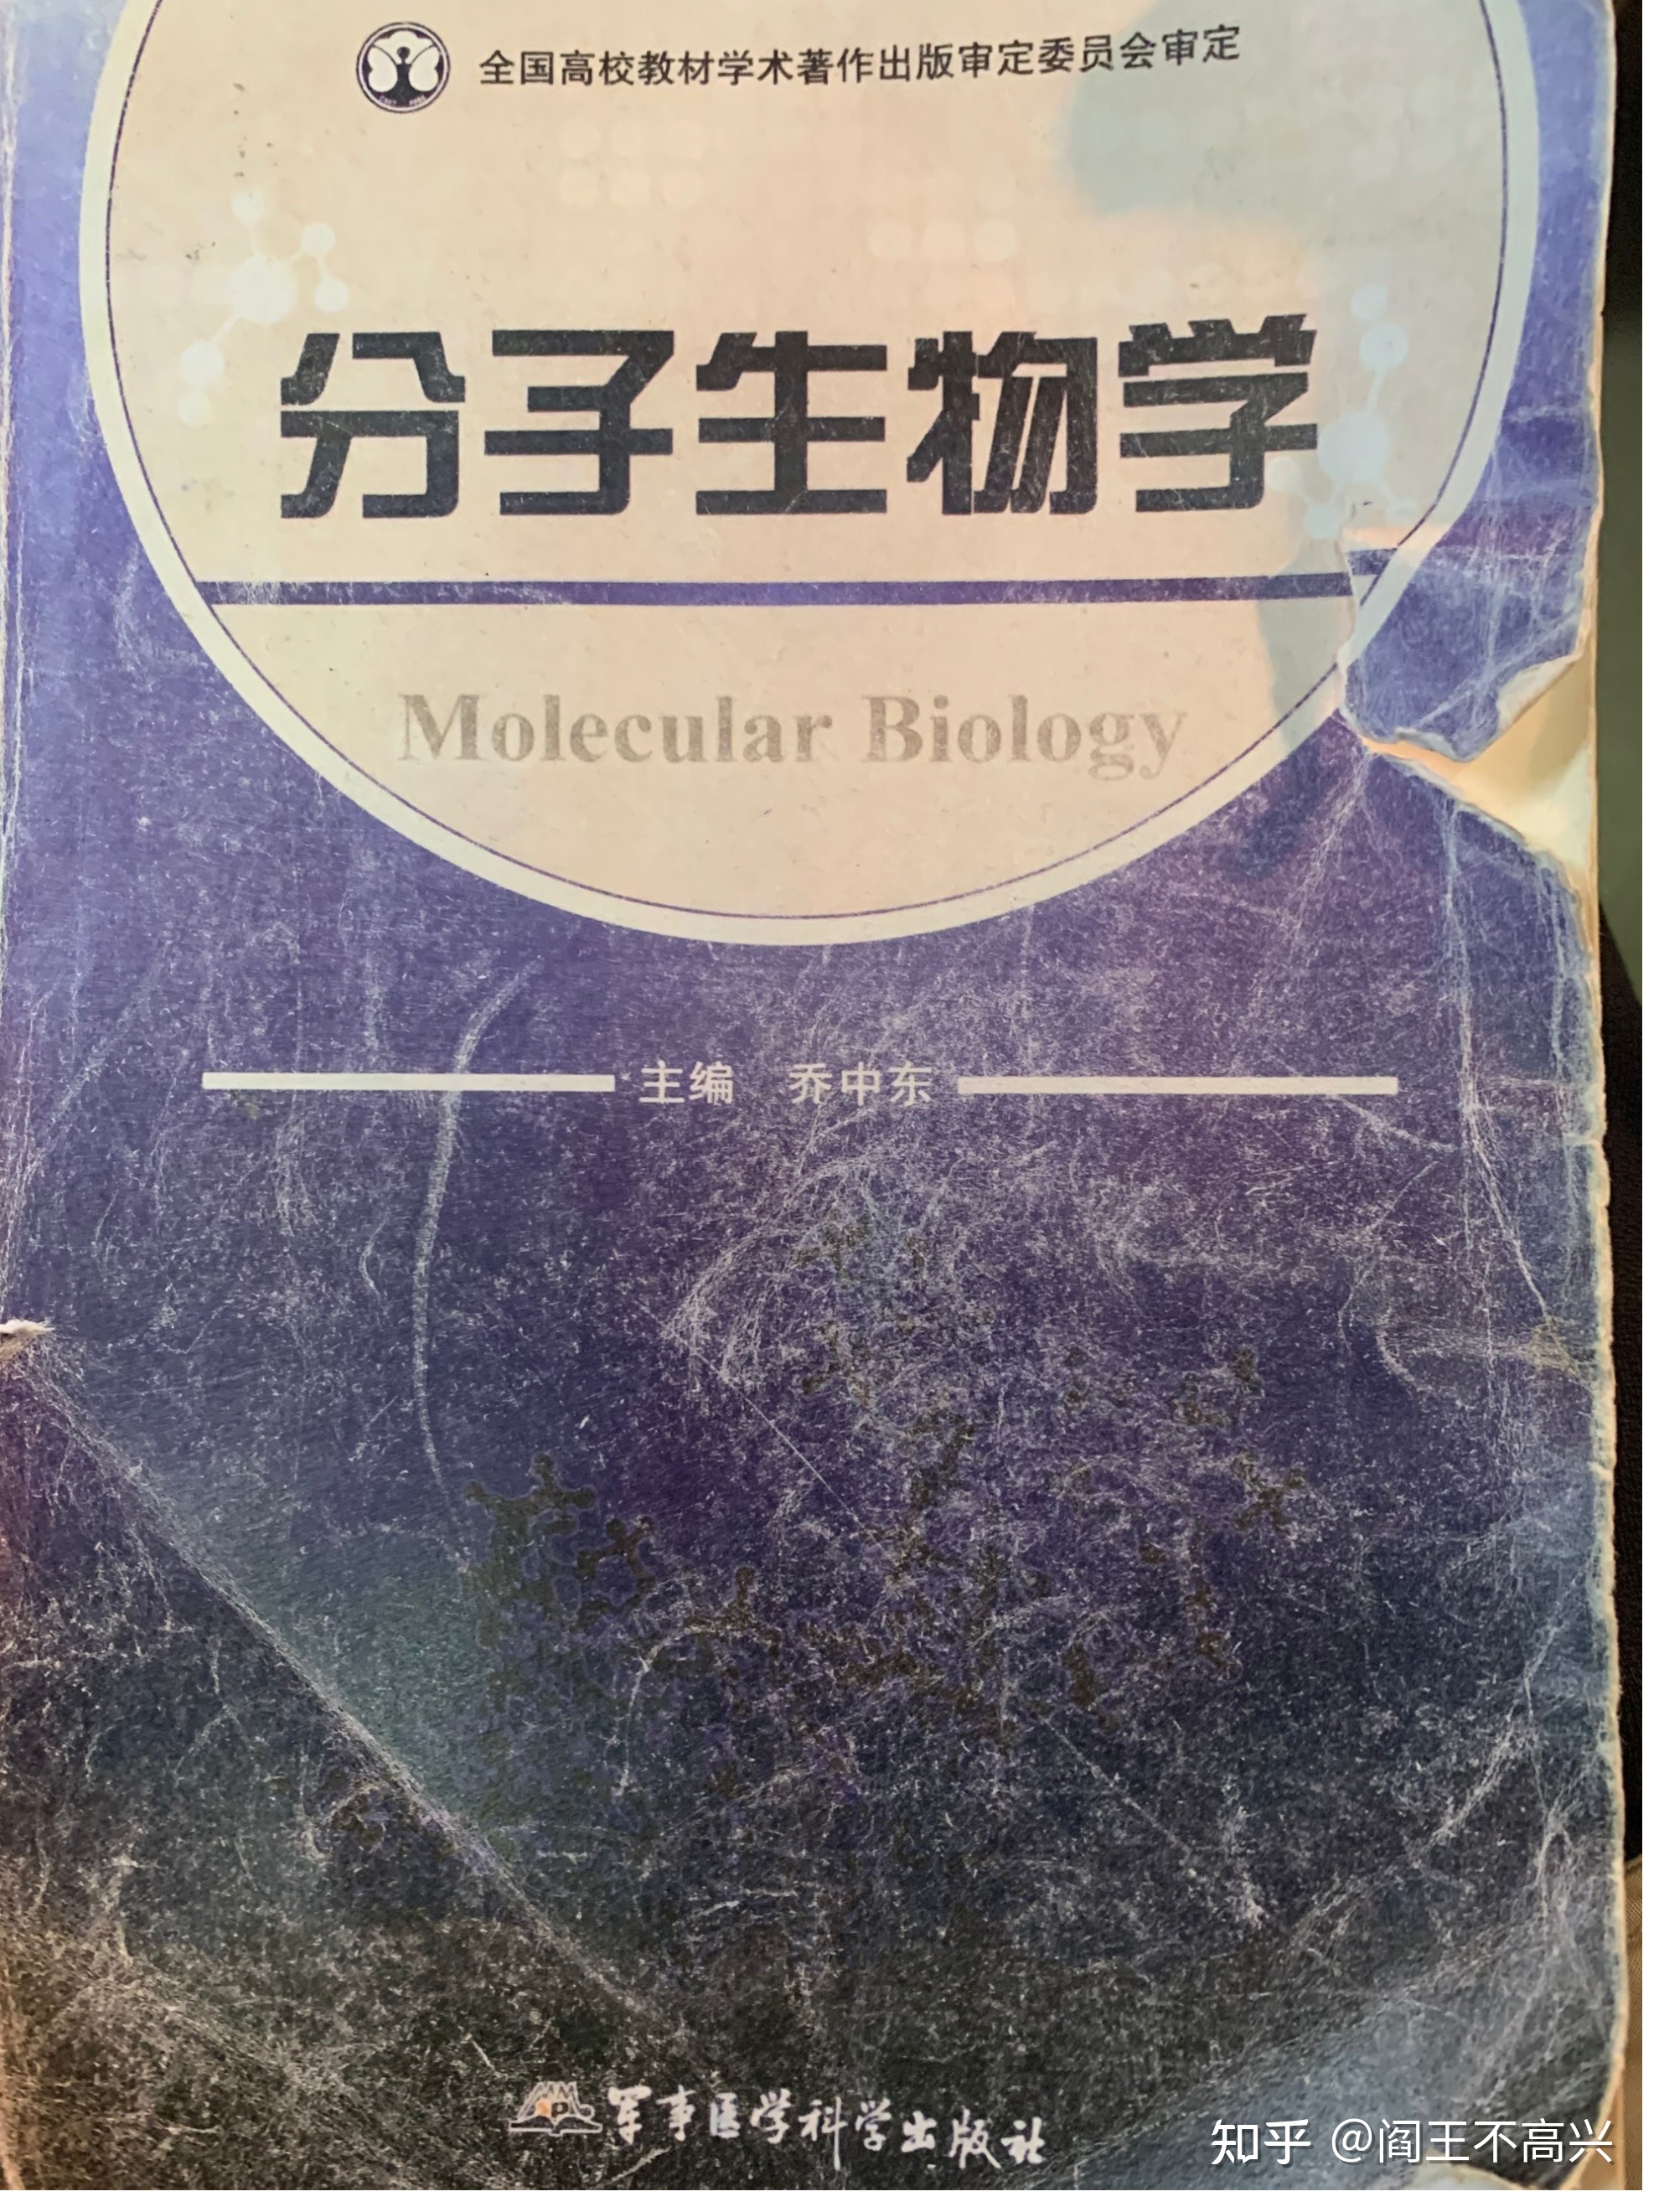 全国高校教材学术著作出版审定委员会审定
分子生物学
Molecular Biology
主编 乔中东
军事医学科学出版社
知乎 @阎王不高兴